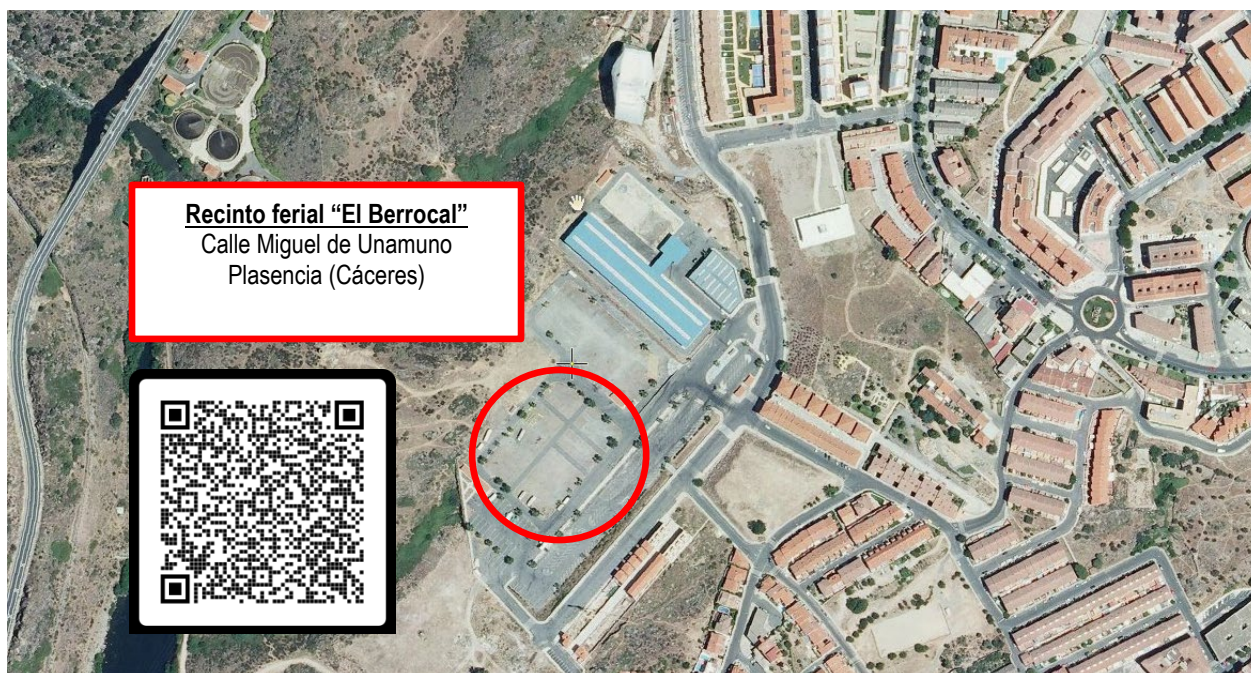 Recinto ferial “El Berrocal”
Calle Miguel de Unamuno
Plasencia (Cáceres)